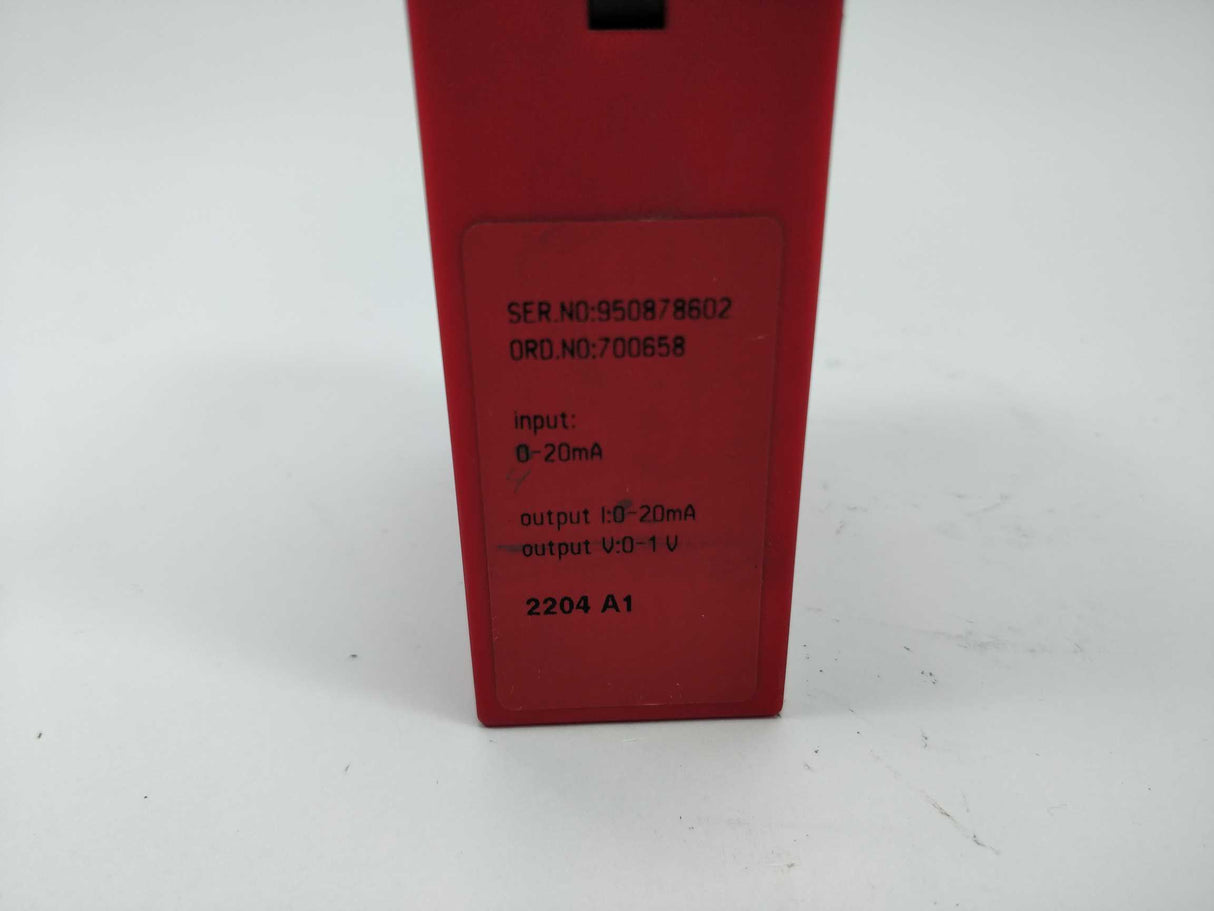 SER.NO:950878602
ORD.NO:700658
input:
0-20mA
output I:0-20mA
output V:0-1 V
2204 A1